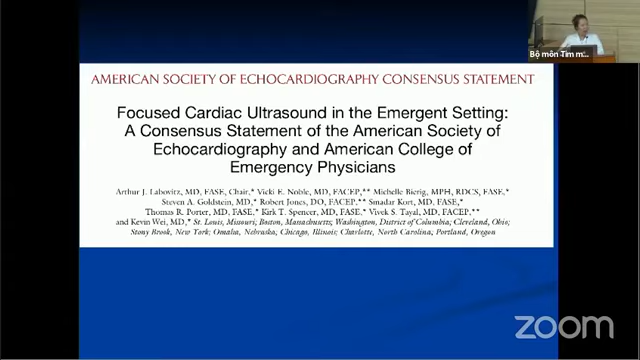 AMERICAN SOCIETY OF ECHOCARDIOGRAPHY CONSENSUS STATEMENT
Focused Cardiac Ultrasound in the Emergent Setting:
A Consensus Statement of the American Society of
Echocardiography and American College of
Emergency Physicians
Arthur J. Labovitz, MD, FASE, Chair,* Vicki E. Noble, MD, FACEP,** Michelle Bierig, MPH, RDCS, FASE,*
Steven A. Goldstein, MD,* Robert Jones, DO, FACEP,** Smadar Kort, MD, FASE,*
Thomas R. Porter, MD, FASE,* Kirk T. Spencer, MD, FASE,* Vivek S. Tayal, MD, FACEP,**
and Kevin Wei, MD,* St. Louis, Missouri; Boston, Massachusetts; Washington, District of Columbia; Cleveland, Ohio;
Stony Brook, New York; Omaha, Nebraska; Chicago, Illinois; Charlotte, North Carolina; Portland, Oregon
Bộ môn Tim m...
zoom